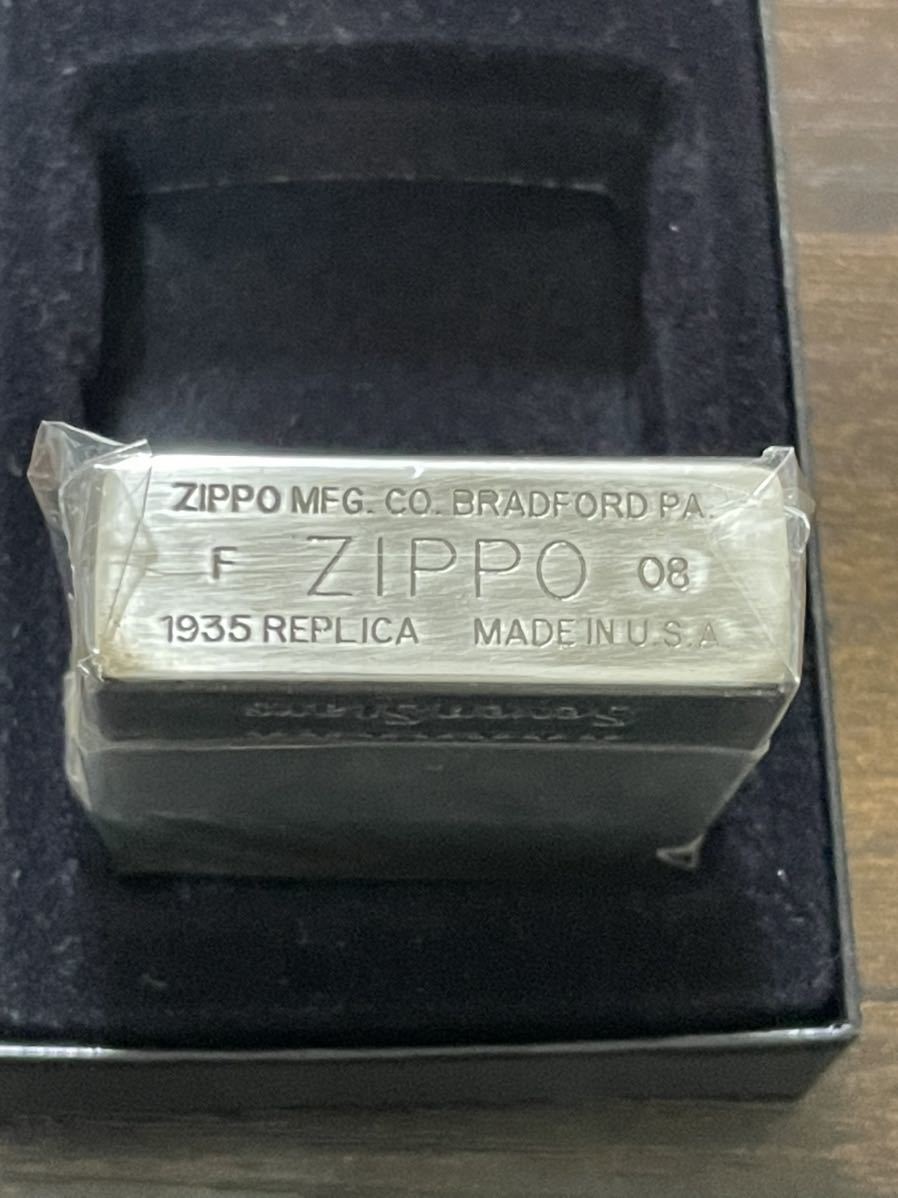 ZIPPO MFG. CO. BRADFORD PA.
F ZIPPO 08
1935 REPLICA MADE IN U.S.A.